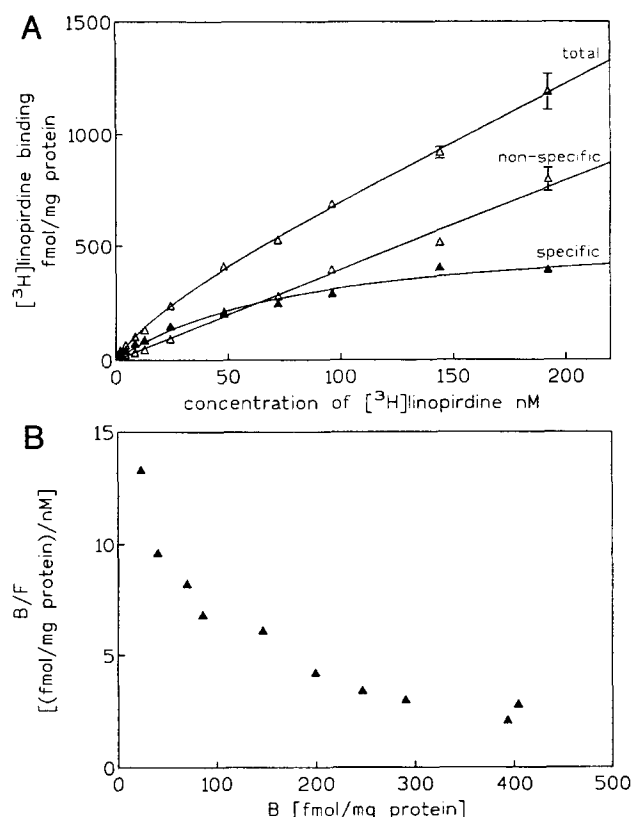 A
1500
1000
500
0
[³H]linopirdine binding
fmol/mg protein
total
non-specific
specific
0 50 100 150 200
concentration of [³H]linopirdine nM
B
15
10
5
0
B/F
[(fmol/mg protein)/nM]
0 100 200 300 400 500
B [fmol/mg protein]